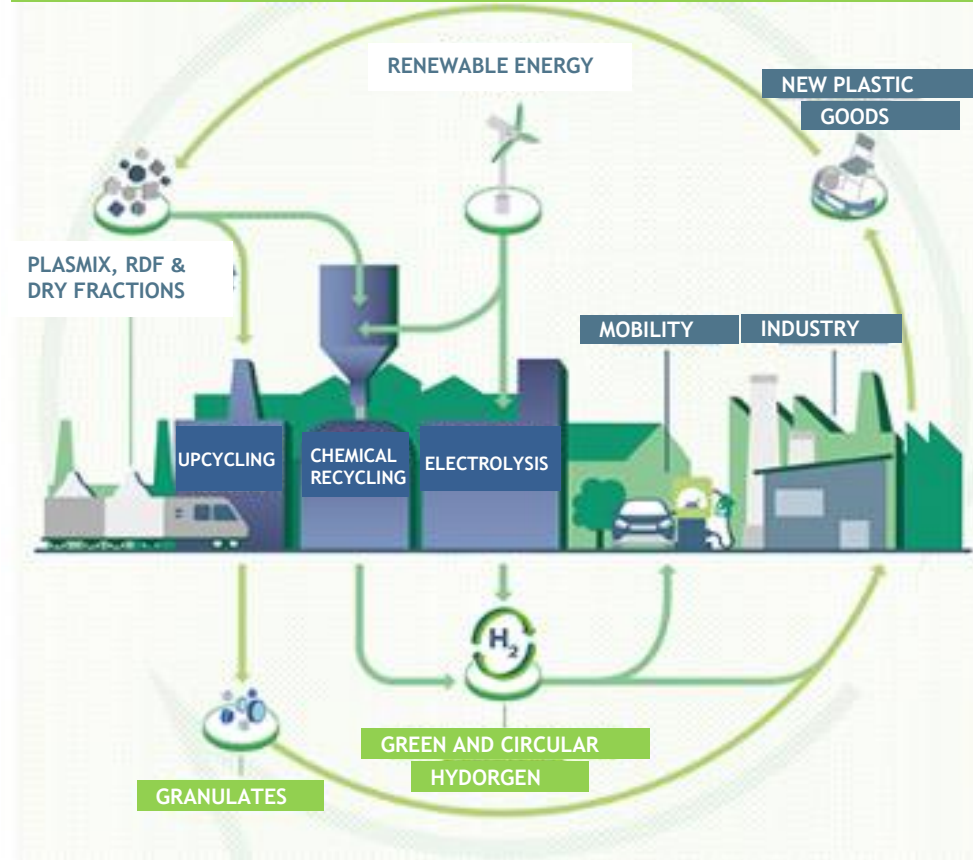 RENEWABLE ENERGY
NEW PLASTIC
GOODS
PLASMIX, RDF &
DRY FRACTIONS
MOBILITY
INDUSTRY
UPCYCLING
CHEMICAL
RECYCLING
ELECTROLYSIS
H2
GREEN AND CIRCULAR
HYDORGEN
GRANULATES